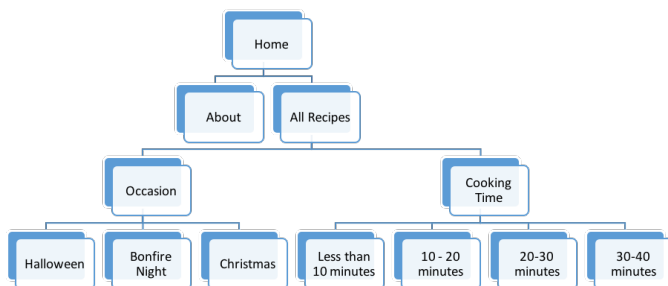 Home
About
All Recipes
Occasion
Cooking
Time
Halloween
Bonfire
Night
Christmas
Less than
10 minutes
10 - 20
minutes
20-30
minutes
30-40
minutes